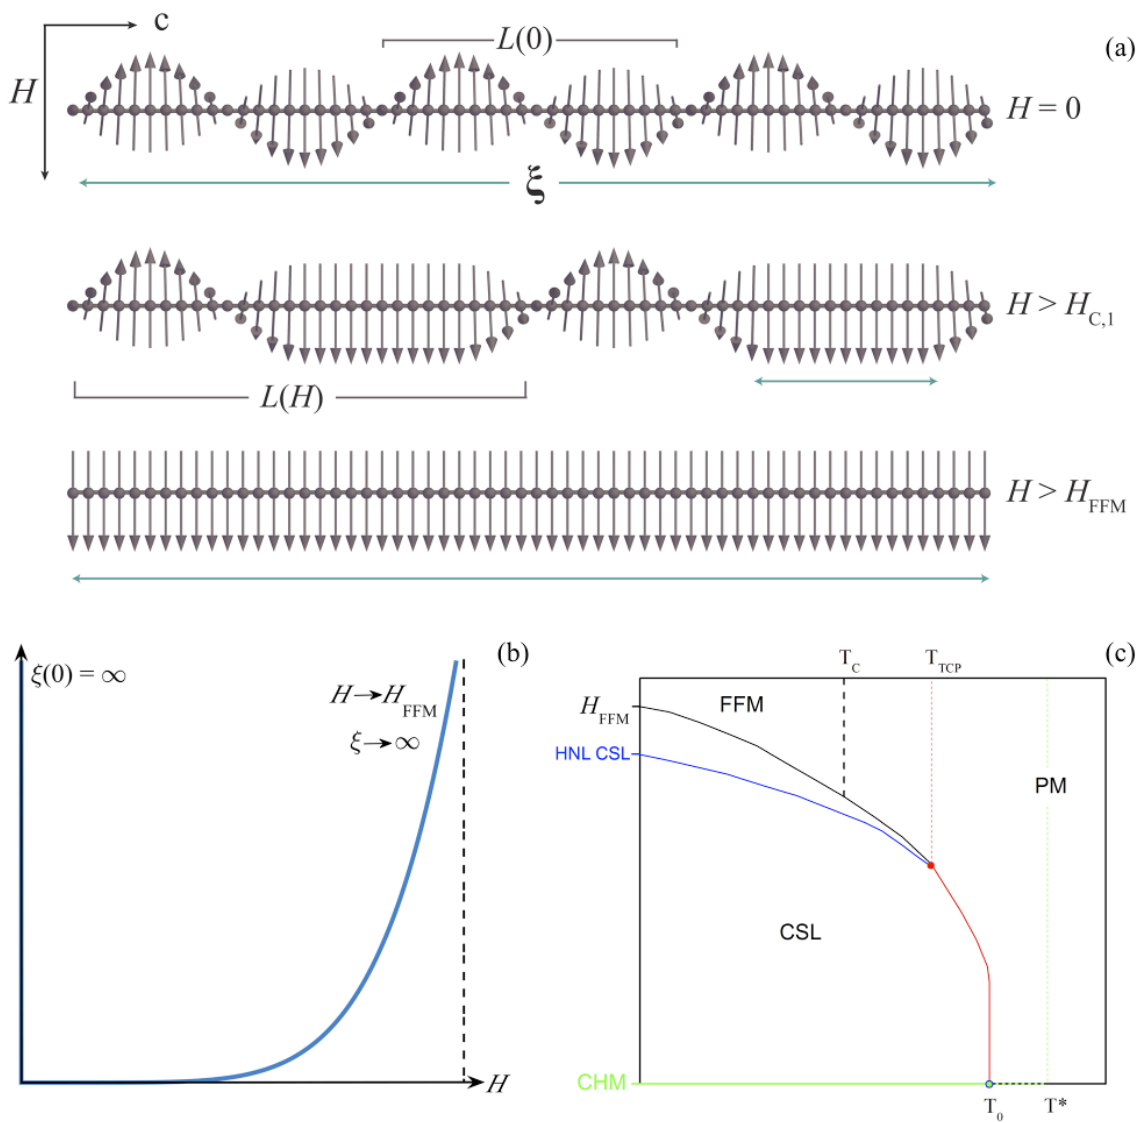 c
L(0)
(a)
H
H = 0
ξ
H > H_C,1
L(H)
H > H_FFM
(b)
ξ(0) = ∞
H→H_FFM
ξ→∞
H
(c)
T_C
T_TCP
H_FFM
FFM
HNL CSL
PM
CSL
CHM
T_0
T*